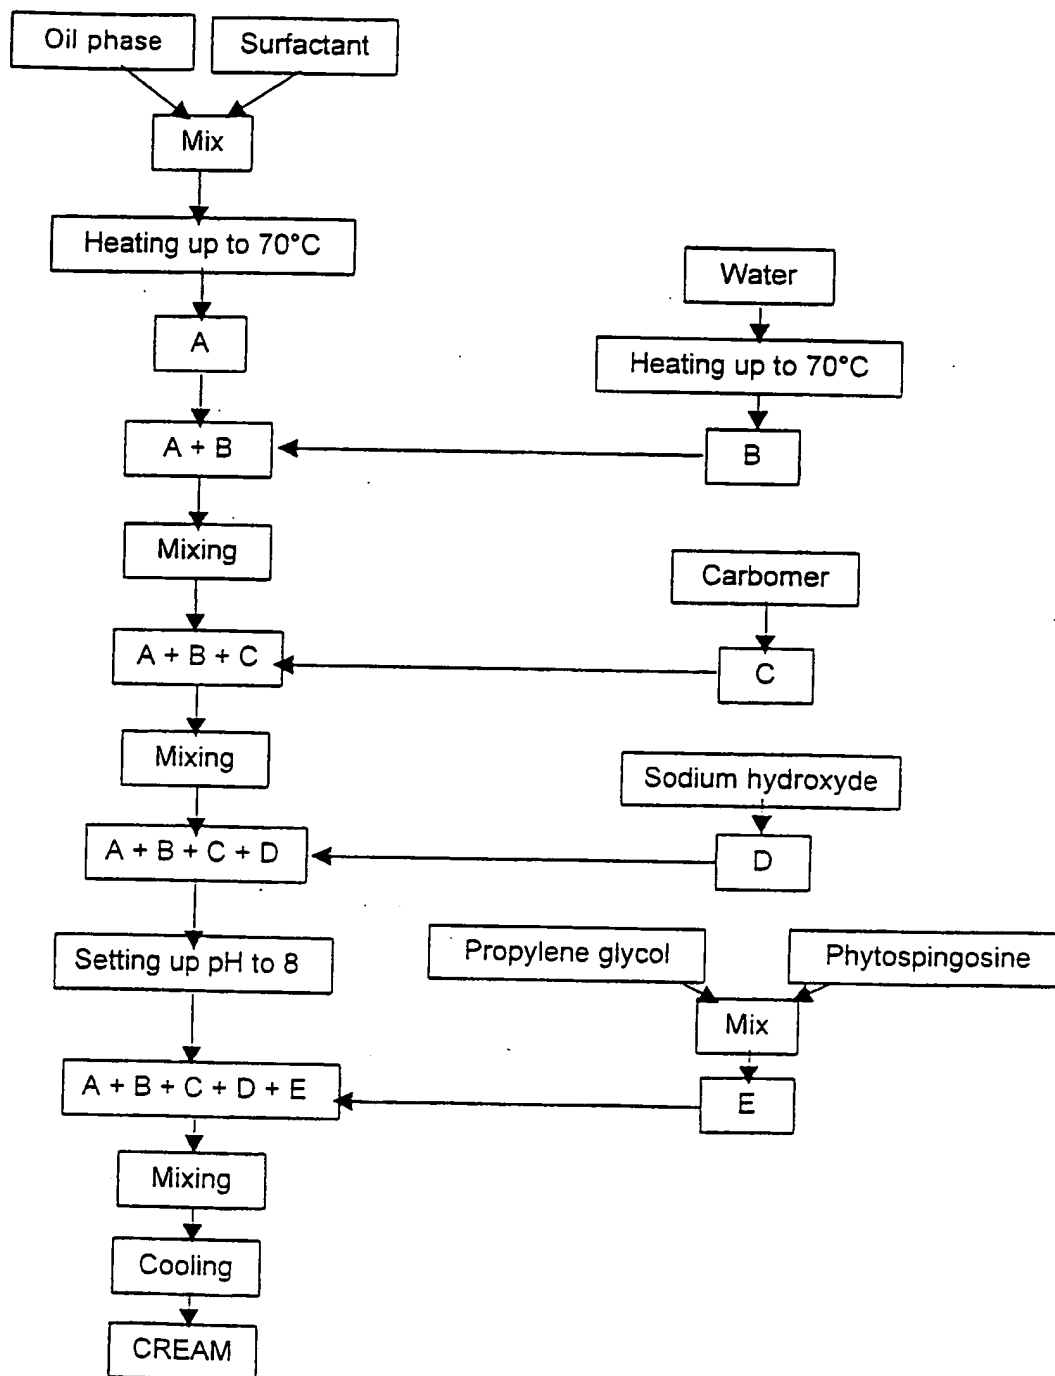 Oil phase
Surfactant
Mix
Heating up to 70°C
Water
A
Heating up to 70°C
A + B
B
Mixing
Carbomer
A + B + C
C
Mixing
Sodium hydroxyde
A + B + C + D
D
Setting up pH to 8
Propylene glycol
Phytospingosine
Mix
A + B + C + D + E
E
Mixing
Cooling
CREAM